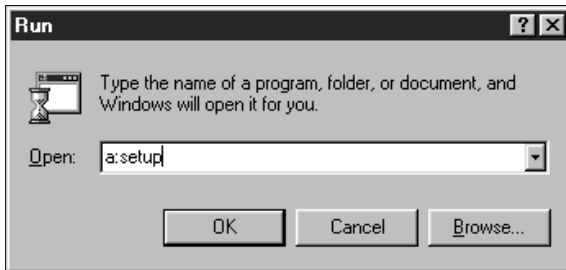 Run
Type the name of a program, folder, or document, and
Windows will open it for you.
Open: a:setup
OK Cancel Browse...